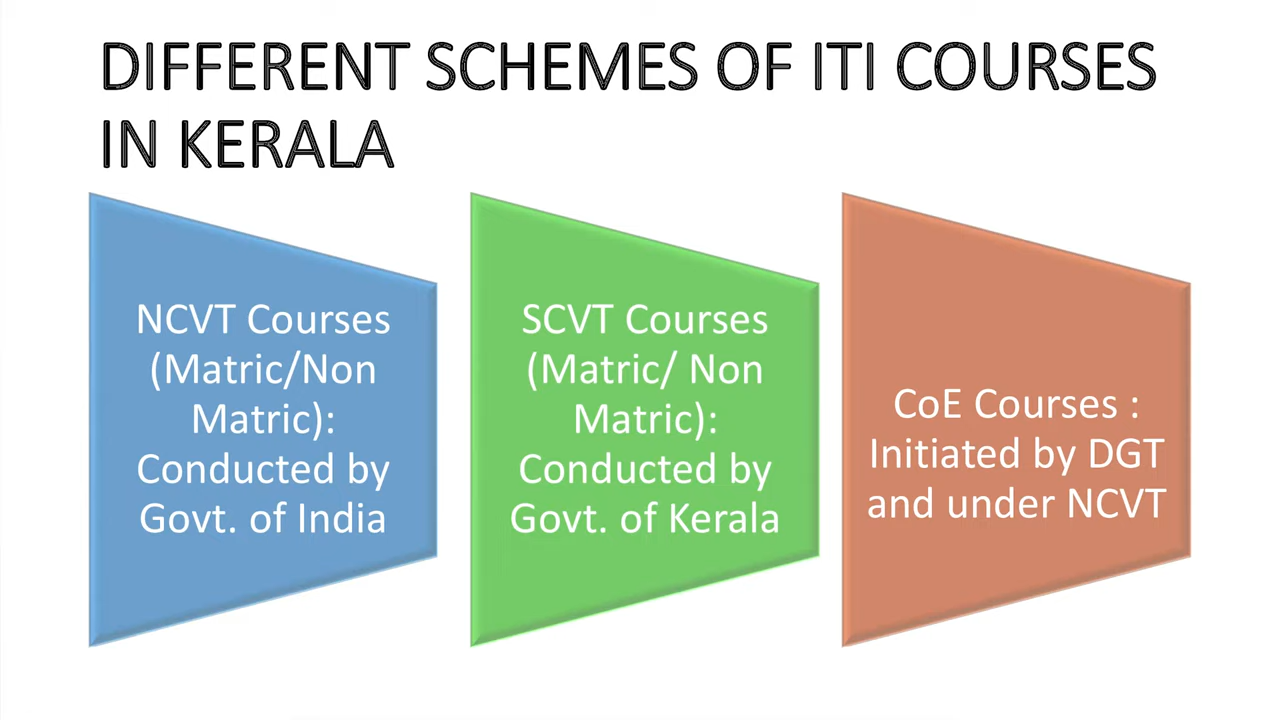 DIFFERENT SCHEMES OF ITI COURSES
IN KERALA
NCVT Courses
(Matric/Non
Matric):
Conducted by
Govt. of India
SCVT Courses
(Matric/ Non
Matric):
Conducted by
Govt. of Kerala
CoE Courses :
Initiated by DGT
and under NCVT